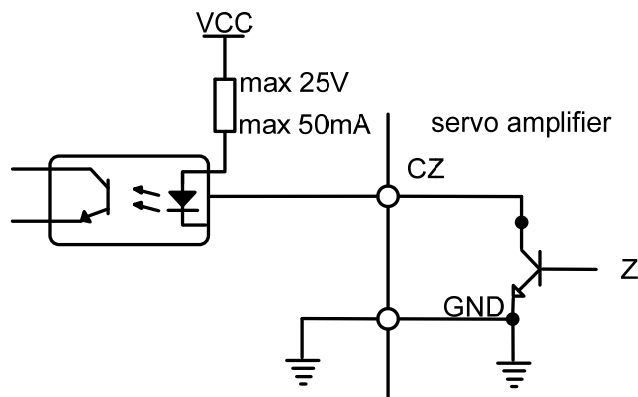 VCC
max 25V
max 50mA
servo amplifier
CZ
Z
GND